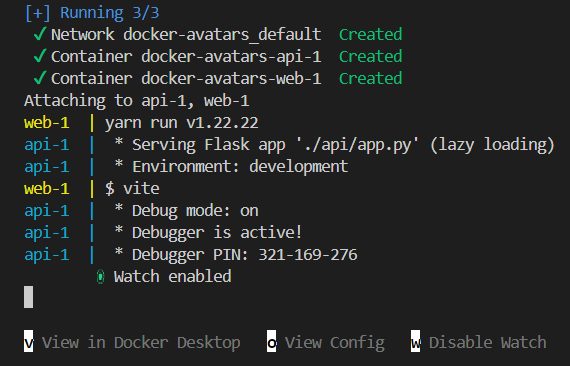 [+] Running 3/3
✔ Network docker-avatars_default Created
✔ Container docker-avatars-api-1 Created
✔ Container docker-avatars-web-1 Created
Attaching to api-1, web-1
web-1 | yarn run v1.22.22
api-1 | * Serving Flask app './api/app.py' (lazy loading)
api-1 | * Environment: development
web-1 | $ vite
api-1 | * Debug mode: on
api-1 | * Debugger is active!
api-1 | * Debugger PIN: 321-169-276
Watch enabled
v View in Docker Desktop o View Config w Disable Watch